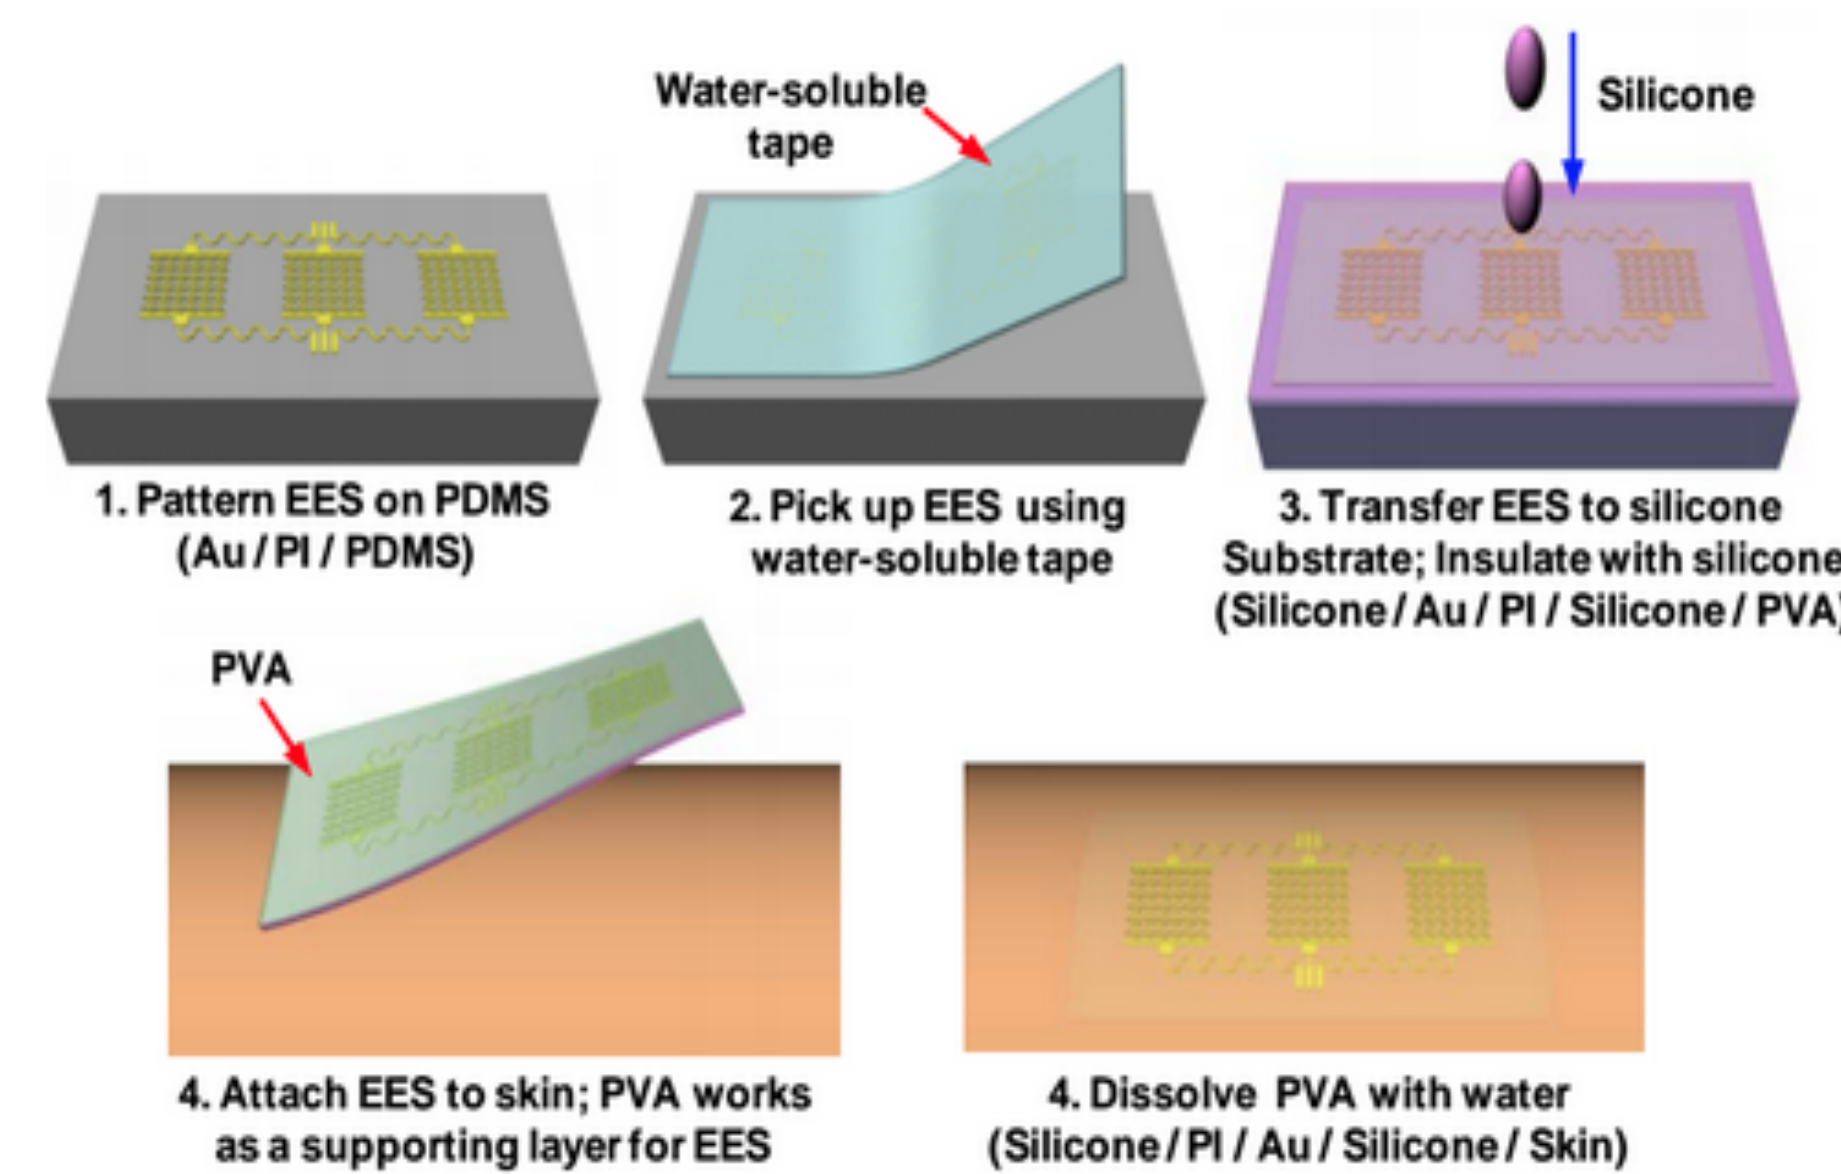 Water-soluble
tape
Silicone
1. Pattern EES on PDMS
(Au / PI / PDMS)
2. Pick up EES using
water-soluble tape
3. Transfer EES to silicone
Substrate; Insulate with silicone
(Silicone / Au / PI / Silicone / PVA)
PVA
4. Attach EES to skin; PVA works
as a supporting layer for EES
4. Dissolve PVA with water
(Silicone / PI / Au / Silicone / Skin)